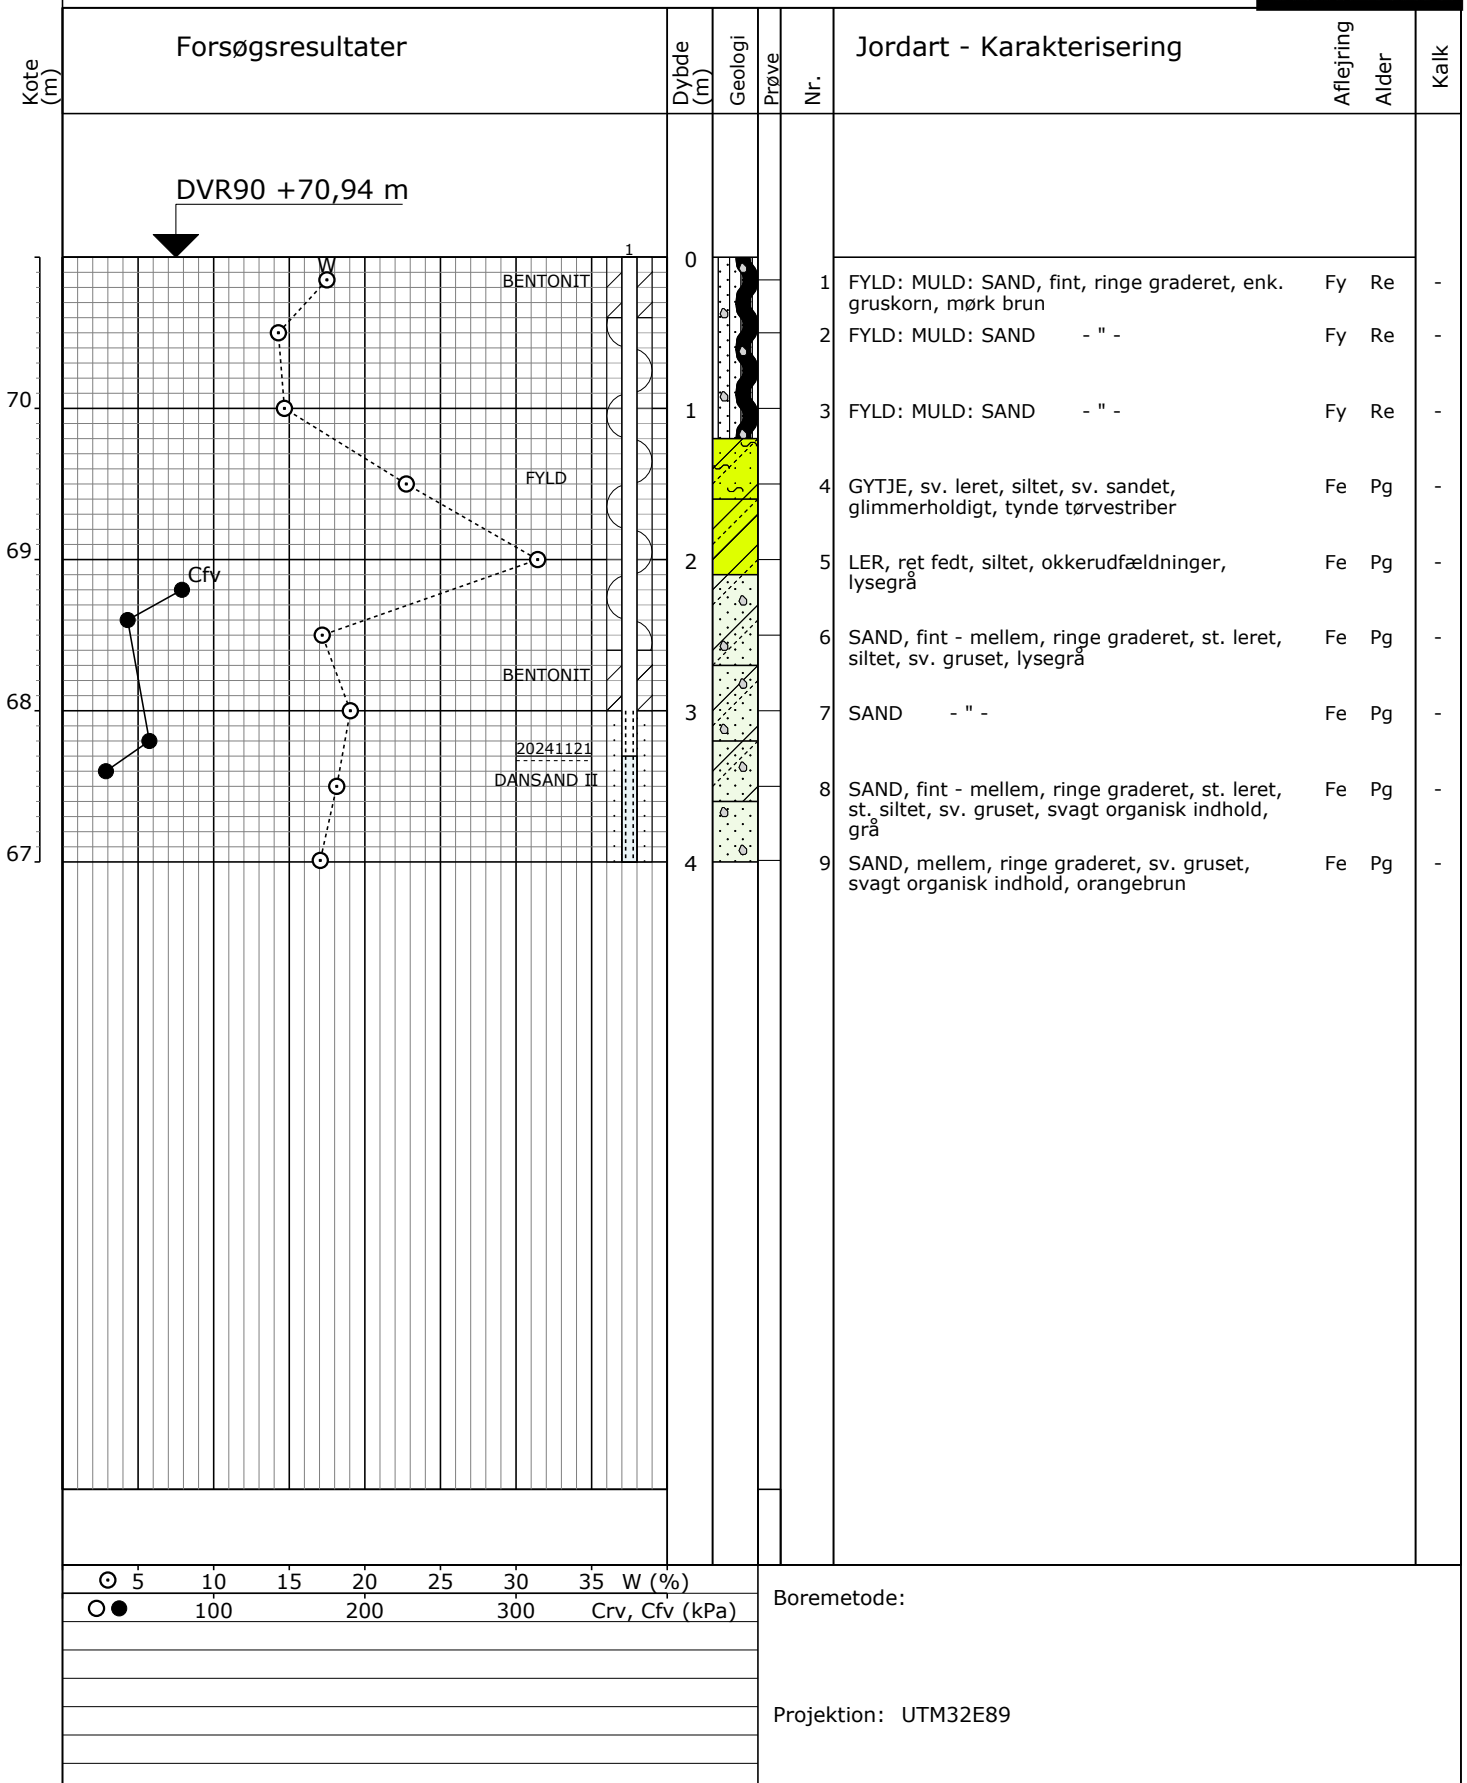 Kote
(m)
Forsøgsresultater
Dybde
(m)
Geologi
Prøve
Nr.
Jordart - Karakterisering
Aflejring
Alder
Kalk
DVR90 +70,94 m
1
W
BENTONIT
0
1 FYLD: MULD: SAND, fint, ringe graderet, enk. Fy Re -
gruskorn, mørk brun
2 FYLD: MULD: SAND - " - Fy Re -
70
1
3 FYLD: MULD: SAND - " - Fy Re -
FYLD
4 GYTJE, sv. leret, siltet, sv. sandet, Fe Pg -
glimmerholdigt, tynde tørvestriber
69
2
5 LER, ret fedt, siltet, okkerudfældninger, Fe Pg -
lysegrå
Cfv
6 SAND, fint - mellem, ringe graderet, st. leret, Fe Pg -
siltet, sv. gruset, lysegrå
BENTONIT
68
3
7 SAND - " - Fe Pg -
20241121
DANSAND II
8 SAND, fint - mellem, ringe graderet, st. leret, Fe Pg -
st. siltet, sv. gruset, svagt organisk indhold,
grå
67
4
9 SAND, mellem, ringe graderet, sv. gruset, Fe Pg -
svagt organisk indhold, orangebrun
5 10 15 20 25 30 35 W (%)
100 200 300 Crv, Cfv (kPa)
Boremetode:
Projektion: UTM32E89